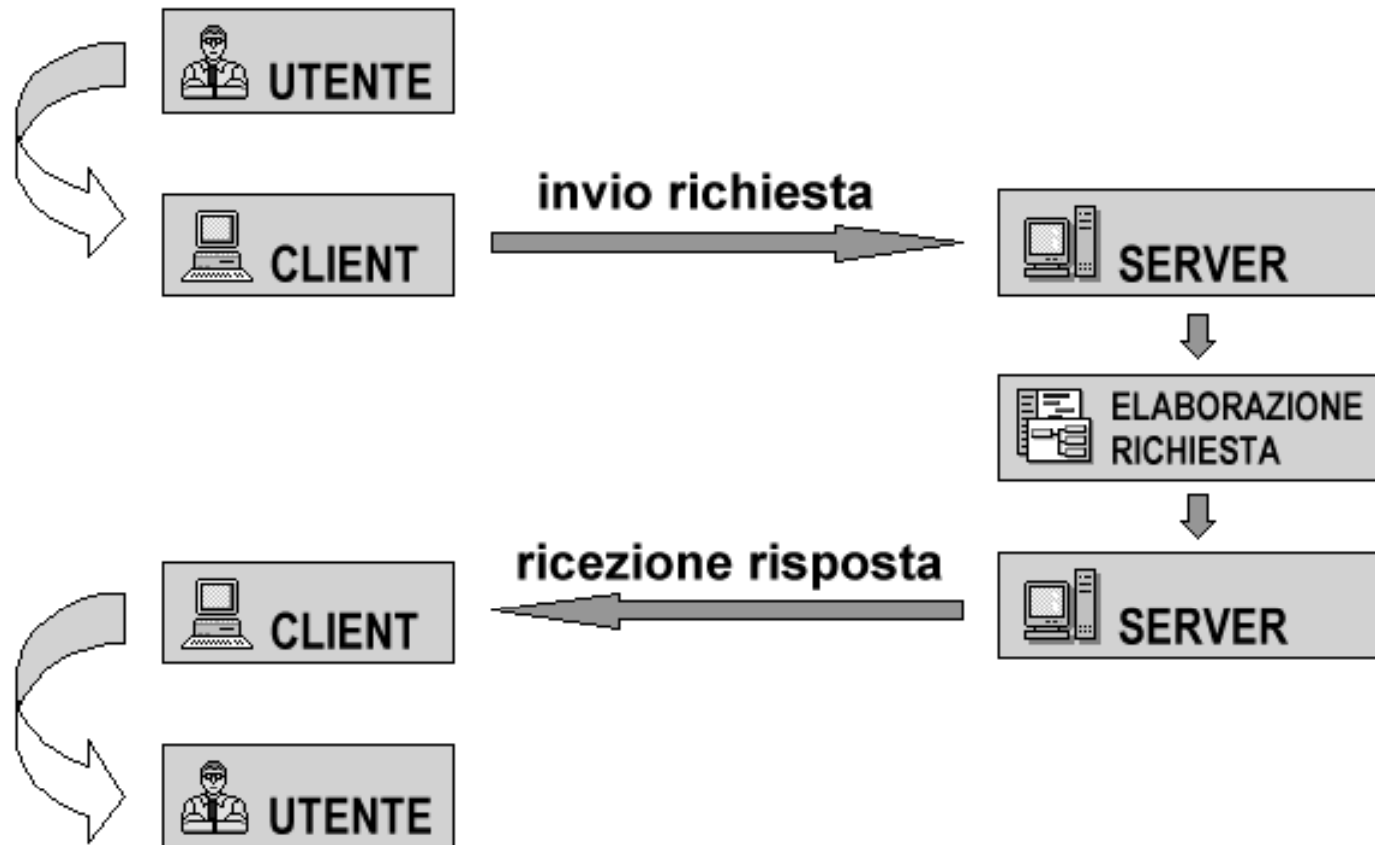 UTENTE
invio richiesta
CLIENT
SERVER
ELABORAZIONE
RICHIESTA
ricezione risposta
CLIENT
SERVER
UTENTE